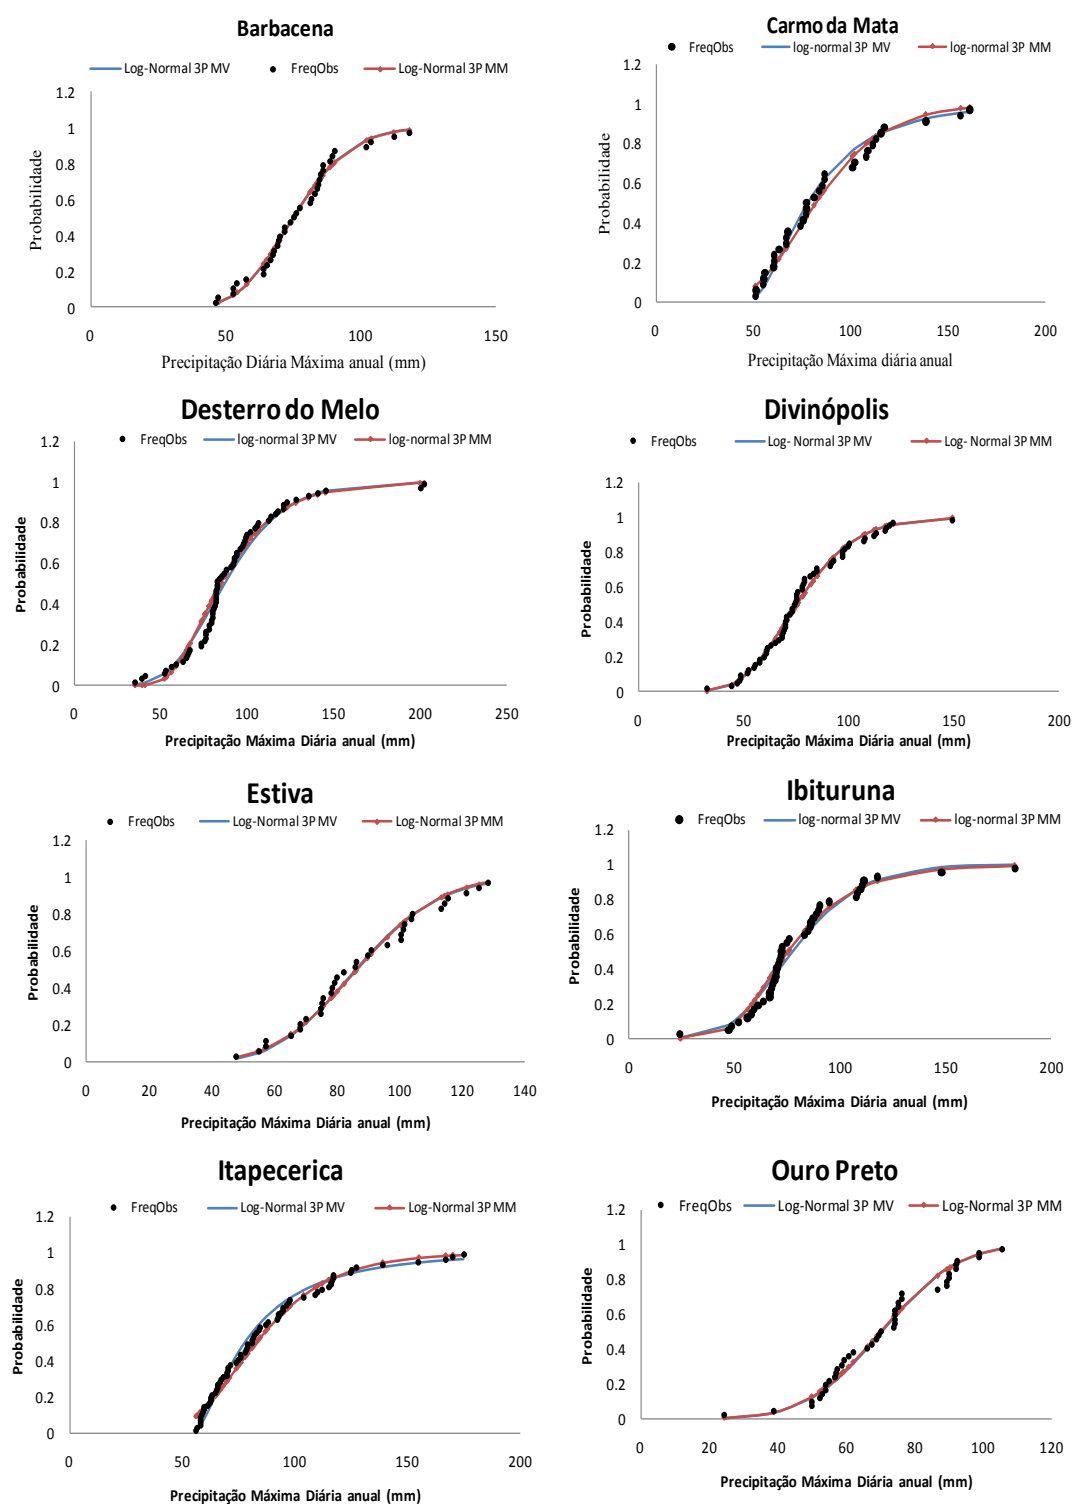 Barbacena
Log-Normal 3P MV FreqObs Log-Normal 3P MM
1.2
1
0.8
0.6
0.4
0.2
0
Probabilidade
0 50 100 150
Precipitação Diária Máxima anual (mm)
Carmo da Mata
FreqObs log-normal 3P MV log-normal 3P MM
1.2
1
0.8
0.6
0.4
0.2
0
Probabilidade
0 50 100 150 200
Precipitação Máxima diária anual
Desterro do Melo
FreqObs log-normal 3P MV log-normal 3P MM
1.2
1
0.8
0.6
0.4
0.2
0
Probabilidade
0 50 100 150 200 250
Precipitação Máxima Diária anual (mm)
Divinópolis
FreqObs Log- Normal 3P MV Log- Normal 3P MM
1.2
1
0.8
0.6
0.4
0.2
0
Probabilidade
0 50 100 150 200
Precipitação Máxima Diária anual (mm)
Estiva
FreqObs Log-Normal 3P MV Log-Normal 3P MM
1.2
1
0.8
0.6
0.4
0.2
0
Probabilidade
0 20 40 60 80 100 120 140
Precipitação Máxima Diária anual (mm)
Ibituruna
FreqObs log-normal 3P MV log-normal 3P MM
1.2
1
0.8
0.6
0.4
0.2
0
Probabilidade
0 50 100 150 200
Precipitação Máxima Diária anual (mm)
Itapecerica
FreqObs Log-Normal 3P MV Log-Normal 3P MM
1.2
1
0.8
0.6
0.4
0.2
0
Probabilidade
0 50 100 150 200
Precipitação Máxima Diária anual (mm)
Ouro Preto
FreqObs Log-Normal 3P MV Log-Normal 3P MM
1.2
1
0.8
0.6
0.4
0.2
0
Probabilidade
0 20 40 60 80 100 120
Precipitação Máxima Diária anual (mm)